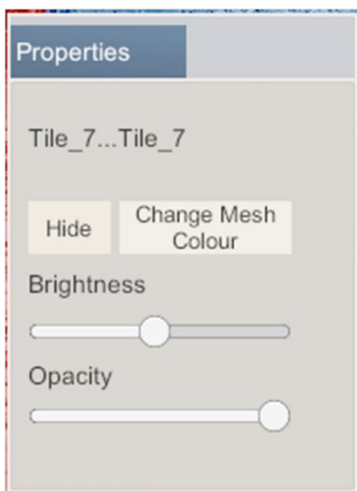 Properties
Tile_7...Tile_7
Hide
Change Mesh
Colour
Brightness
Opacity